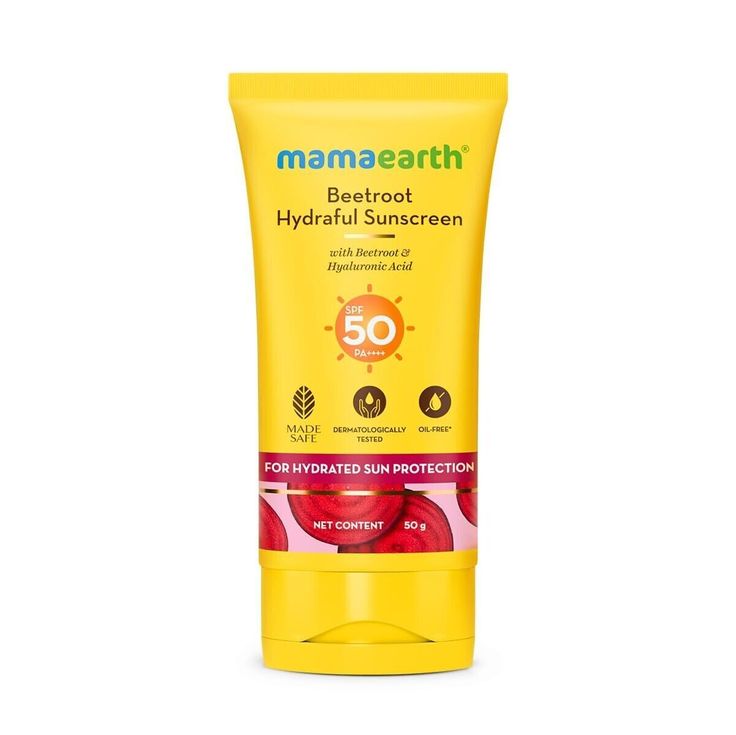 mamaearth®
Beetroot
Hydraful Sunscreen
with Beetroot &
Hyaluronic Acid
SPF
50
PA++++
MADE
SAFE
DERMATOLOGICALLY
TESTED
OIL-FREE*
FOR HYDRATED SUN PROTECTION
NET CONTENT 50 g